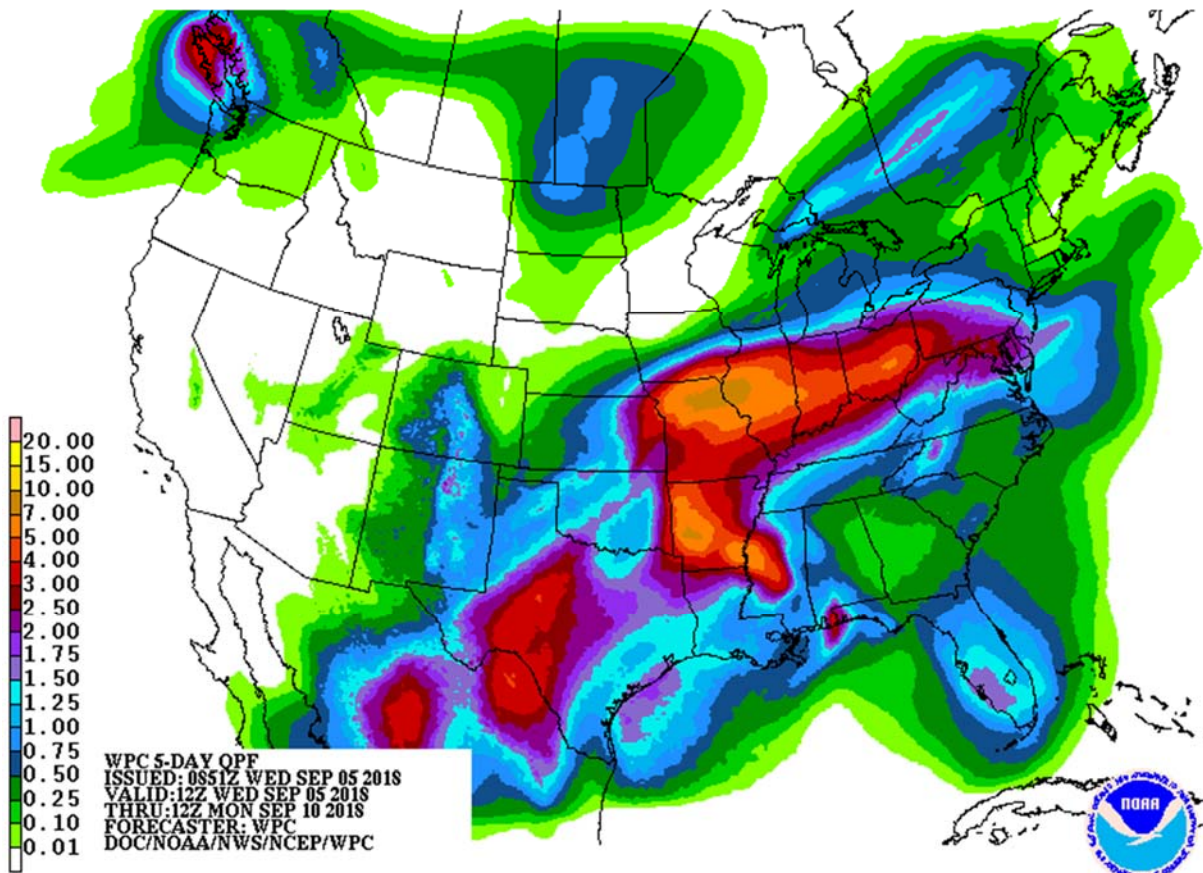 20.00
15.00
10.00
7.00
5.00
4.00
3.00
2.50
2.00
1.75
1.50
1.25
1.00
0.75
0.50
0.25
0.10
0.01
WPC 5-DAY QPF
ISSUED: 0851Z WED SEP 05 2018
VALID:12Z WED SEP 05 2018
THRU:12Z MON SEP 10 2018
FORECASTER: WPC
DOC/NOAA/NWS/NCEP/WPC
NOAA